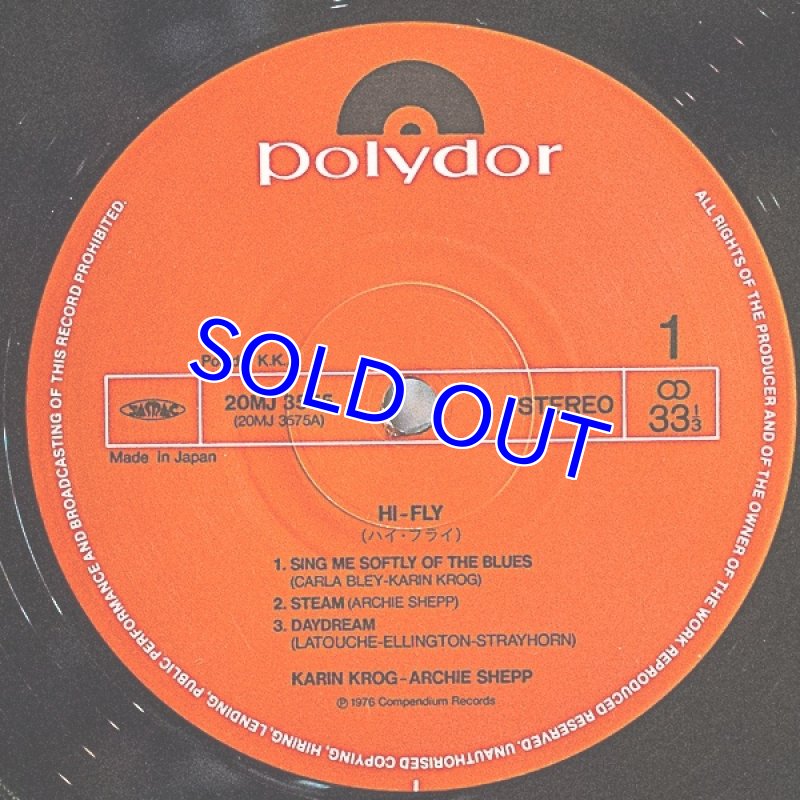 polydor
ALL RIGHTS OF THE PRODUCER AND OF THE OWNER OF THE WORK REPRODUCED RESERVED. UNAUTHORISED COPYING, HIRING, LENDING, PUBLIC PERFORMANCE AND BROADCASTING OF THIS RECORD PROHIBITED.
1
K.K.
SOLD OUT
JASRAC
20MJ
(20MJ 3575A)
STEREO
33 1/3
Made in Japan
HI-FLY
(ハイ・フライ)
1. SING ME SOFTLY OF THE BLUES
(CARLA BLEY-KARIN KROG)
2. STEAM (ARCHIE SHEPP)
3. DAYDREAM
(LATOUCHE-ELLINGTON-STRAYHORN)
KARIN KROG-ARCHIE SHEPP
Ⓟ 1976 Compendium Records